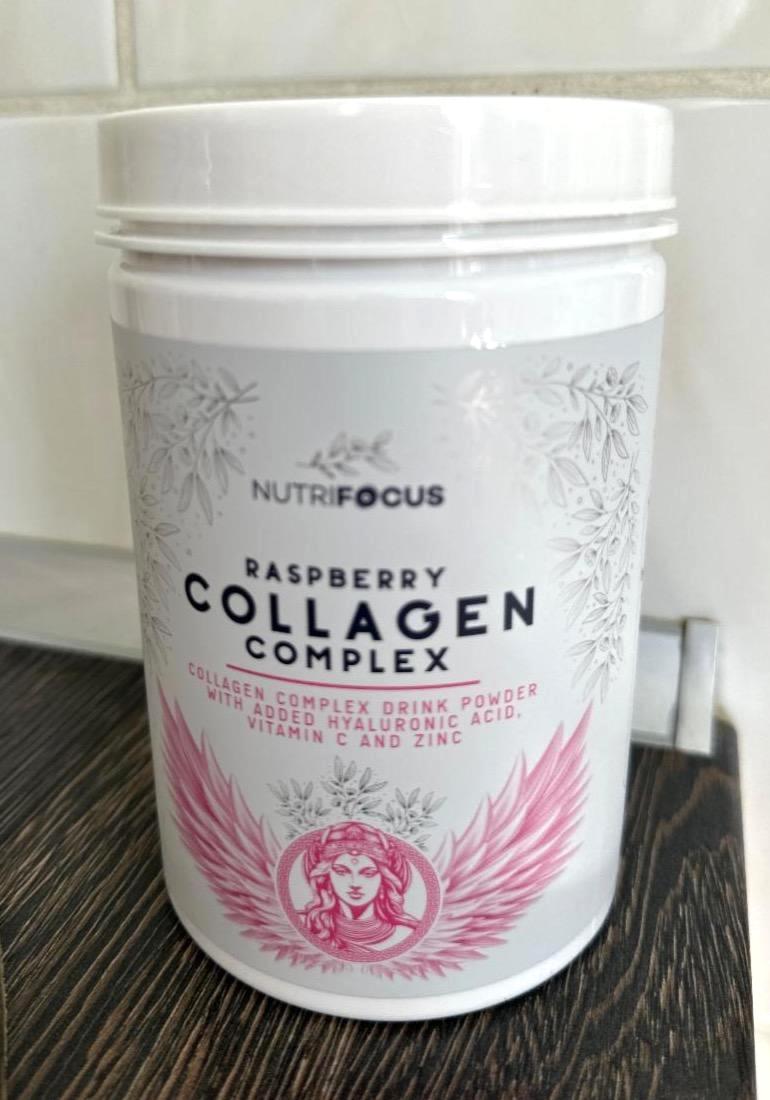 NUTRIFOCUS
RASPBERRY
COLLAGEN
COMPLEX
COLLAGEN COMPLEX DRINK POWDER
WITH ADDED HYALURONIC ACID,
VITAMIN C AND ZINC